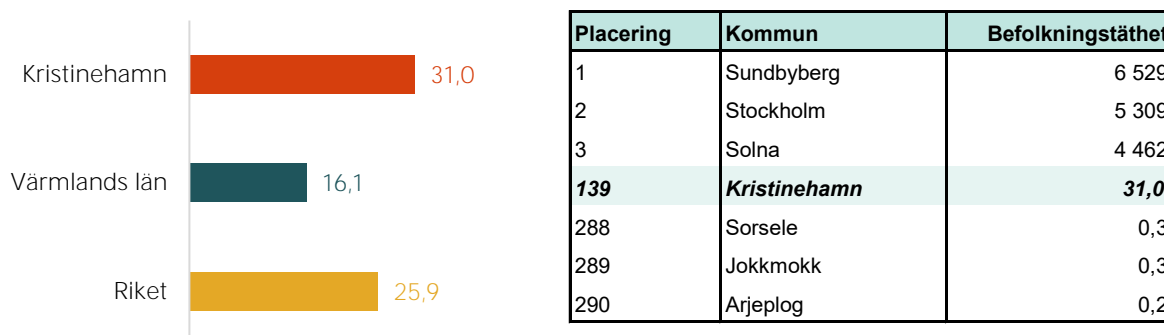 Kristinehamn 31,0
Värmlands län 16,1
Riket 25,9
Placering Kommun Befolkningstäthet
1 Sundbyberg 6 529
2 Stockholm 5 309
3 Solna 4 462
139 Kristinehamn 31,0
288 Sorsele 0,3
289 Jokkmokk 0,3
290 Arjeplog 0,2